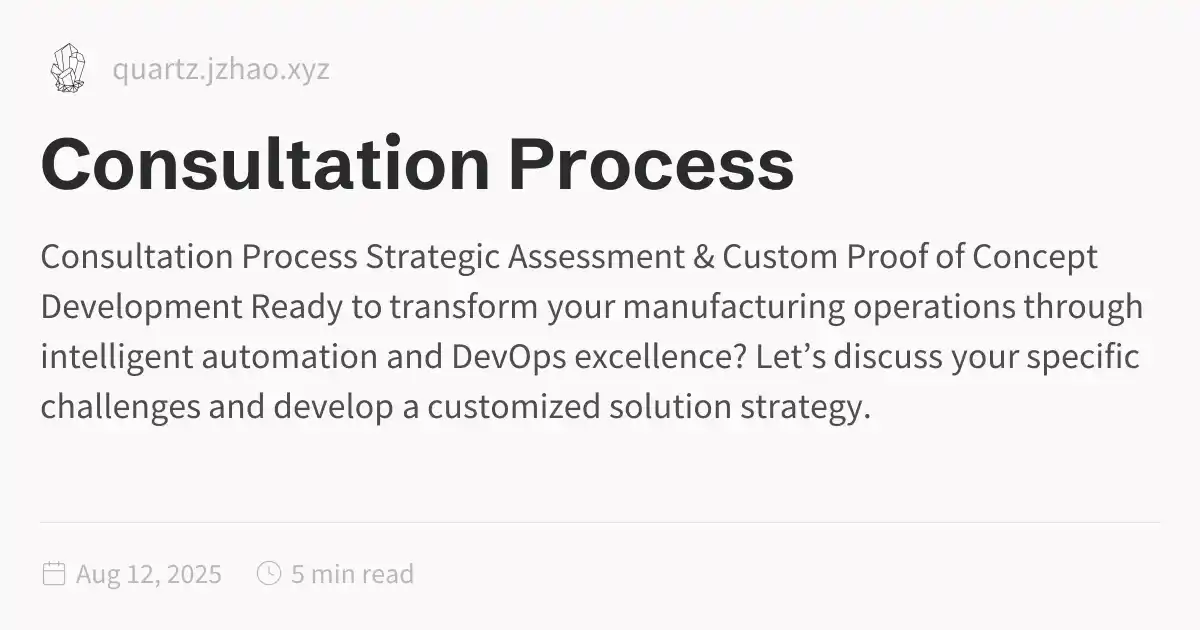 quartz.jzhao.xyz
Consultation Process
Consultation Process Strategic Assessment & Custom Proof of Concept
Development Ready to transform your manufacturing operations through
intelligent automation and DevOps excellence? Let’s discuss your specific
challenges and develop a customized solution strategy.
Aug 12, 2025 5 min read